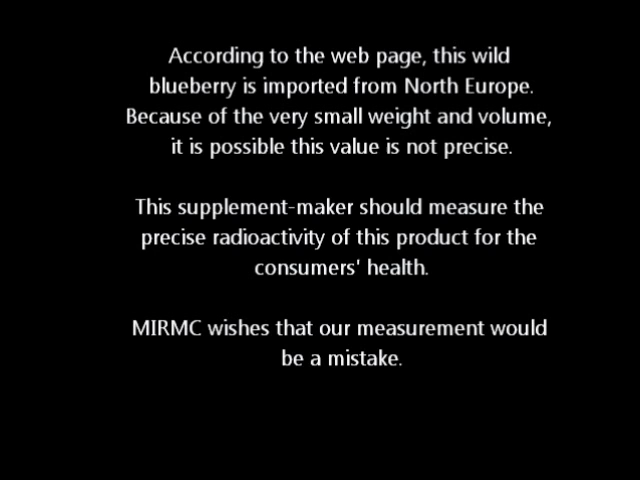 According to the web page, this wild
blueberry is imported from North Europe.
Because of the very small weight and volume,
it is possible this value is not precise.
This supplement-maker should measure the
precise radioactivity of this product for the
consumers' health.
MIRMC wishes that our measurement would
be a mistake.